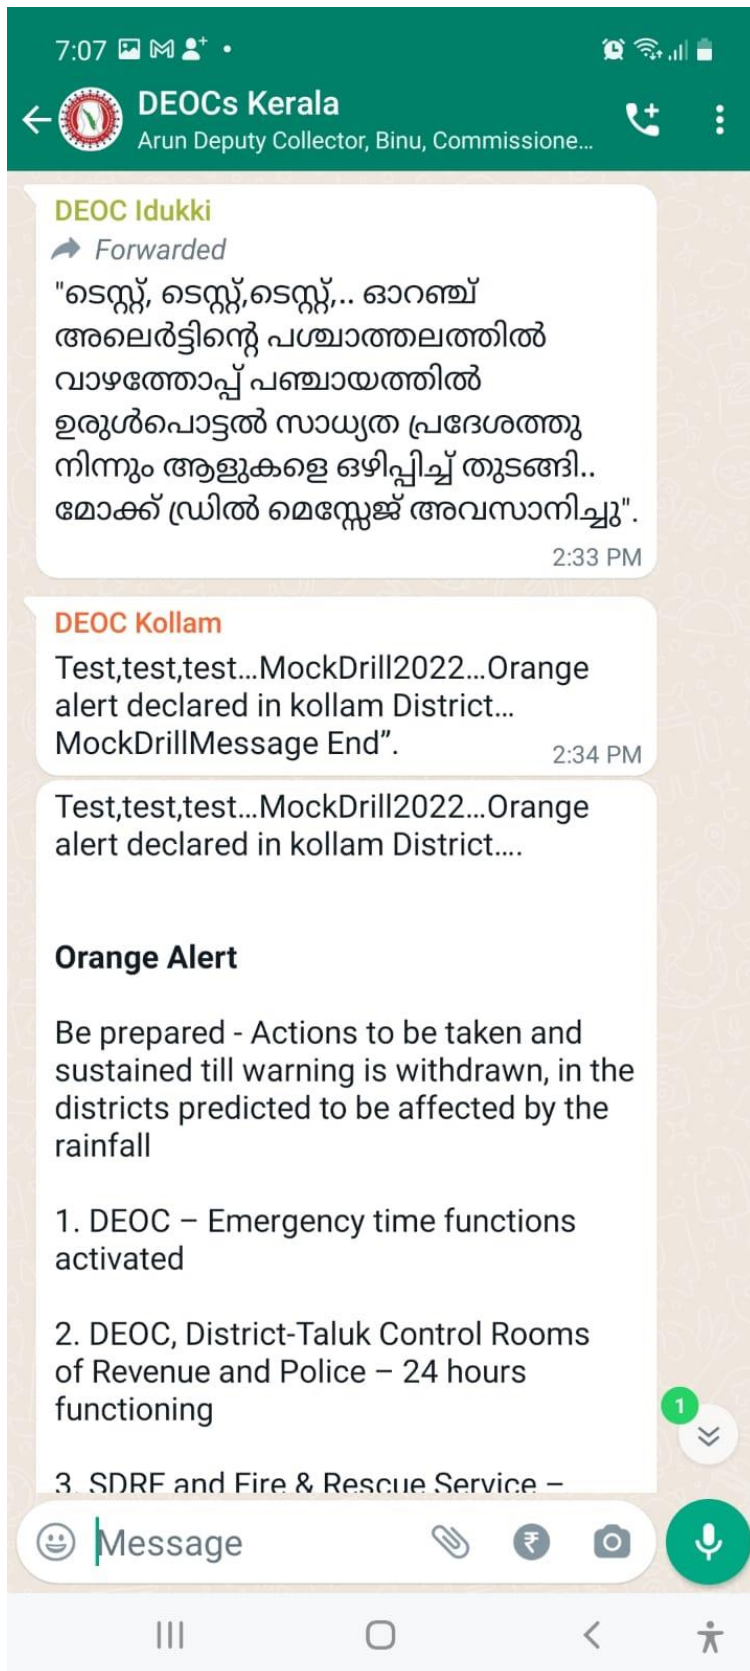 7:07
DEOCs Kerala
Arun Deputy Collector, Binu, Commissione...
DEOC Idukki
Forwarded
"ടെസ്റ്റ്, ടെസ്റ്റ്,ടെസ്റ്റ്,.. ഓറഞ്ച്
അലെർട്ടിന്റെ പശ്ചാത്തലത്തിൽ
വാഴത്തോപ്പ് പഞ്ചായത്തിൽ
ഉരുൾപൊട്ടൽ സാധ്യത പ്രദേശത്തു
നിന്നും ആളുകളെ ഒഴിപ്പിച്ച് തുടങ്ങി..
മോക്ക് ഡ്രിൽ മെസ്സേജ് അവസാനിച്ചു".
2:33 PM
DEOC Kollam
Test,test,test...MockDrill2022...Orange
alert declared in kollam District...
MockDrillMessage End”.
2:34 PM
Test,test,test...MockDrill2022...Orange
alert declared in kollam District....
Orange Alert
Be prepared - Actions to be taken and
sustained till warning is withdrawn, in the
districts predicted to be affected by the
rainfall
1. DEOC – Emergency time functions
activated
2. DEOC, District-Taluk Control Rooms
of Revenue and Police – 24 hours
functioning
1
3. SDRF and Fire & Rescue Service –
Message